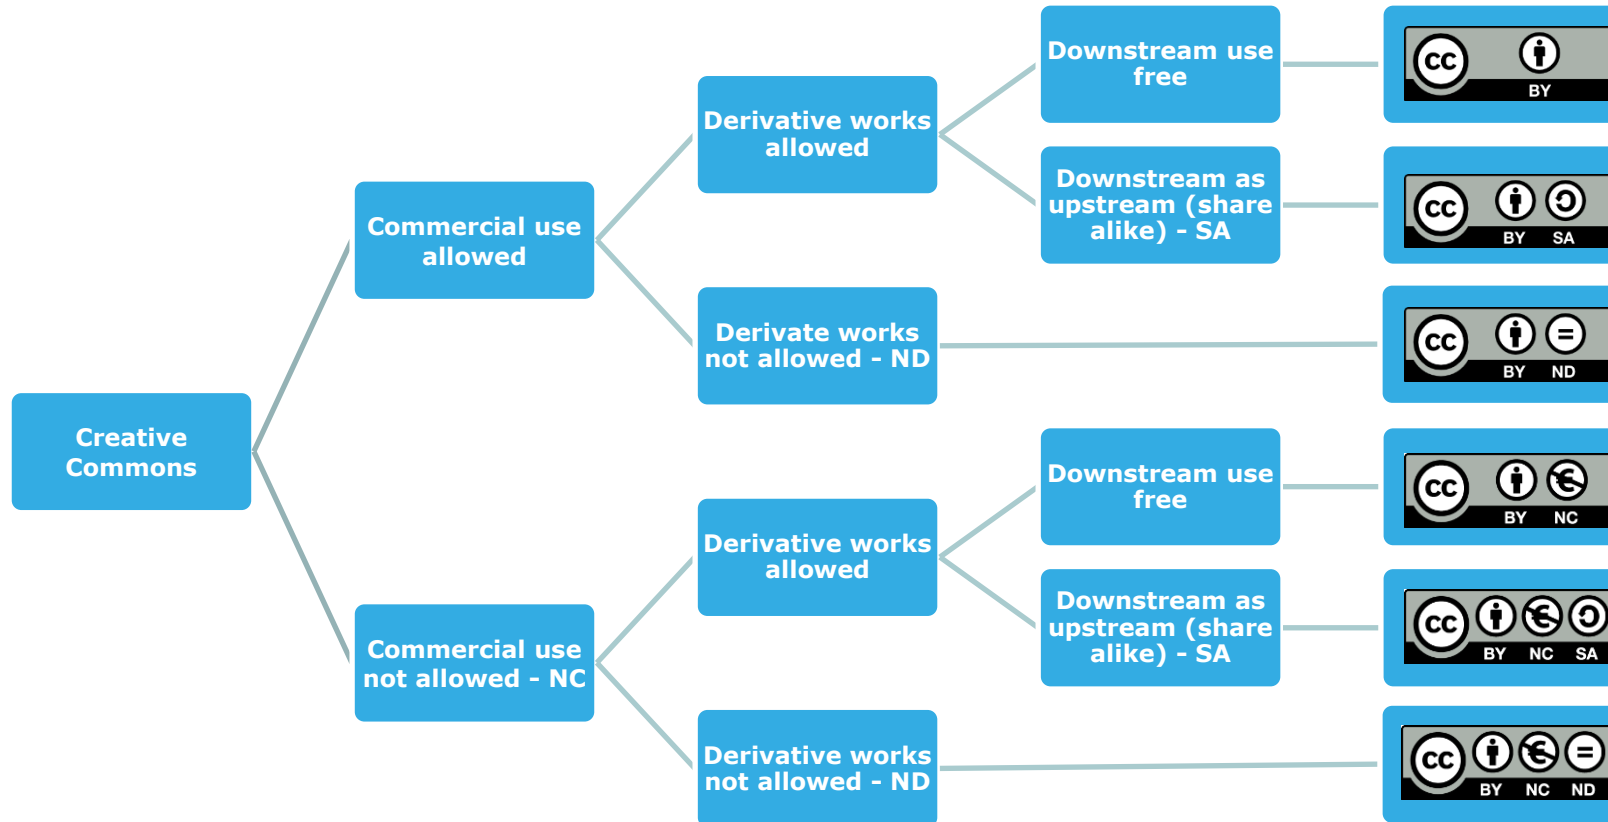 Creative
Commons
Commercial use
allowed
Commercial use
not allowed – NC
Derivative works
allowed
Derivate works
not allowed – ND
Derivative works
allowed
Derivative works
not allowed – ND
Downstream use
free
Downstream as
upstream (share
alike) – SA
Downstream use
free
Downstream as
upstream (share
alike) – SA
CC
BY
CC
BY SA
CC =
BY ND
CC €
BY NC
CC €
BY NC SA
CC € =
BY NC ND